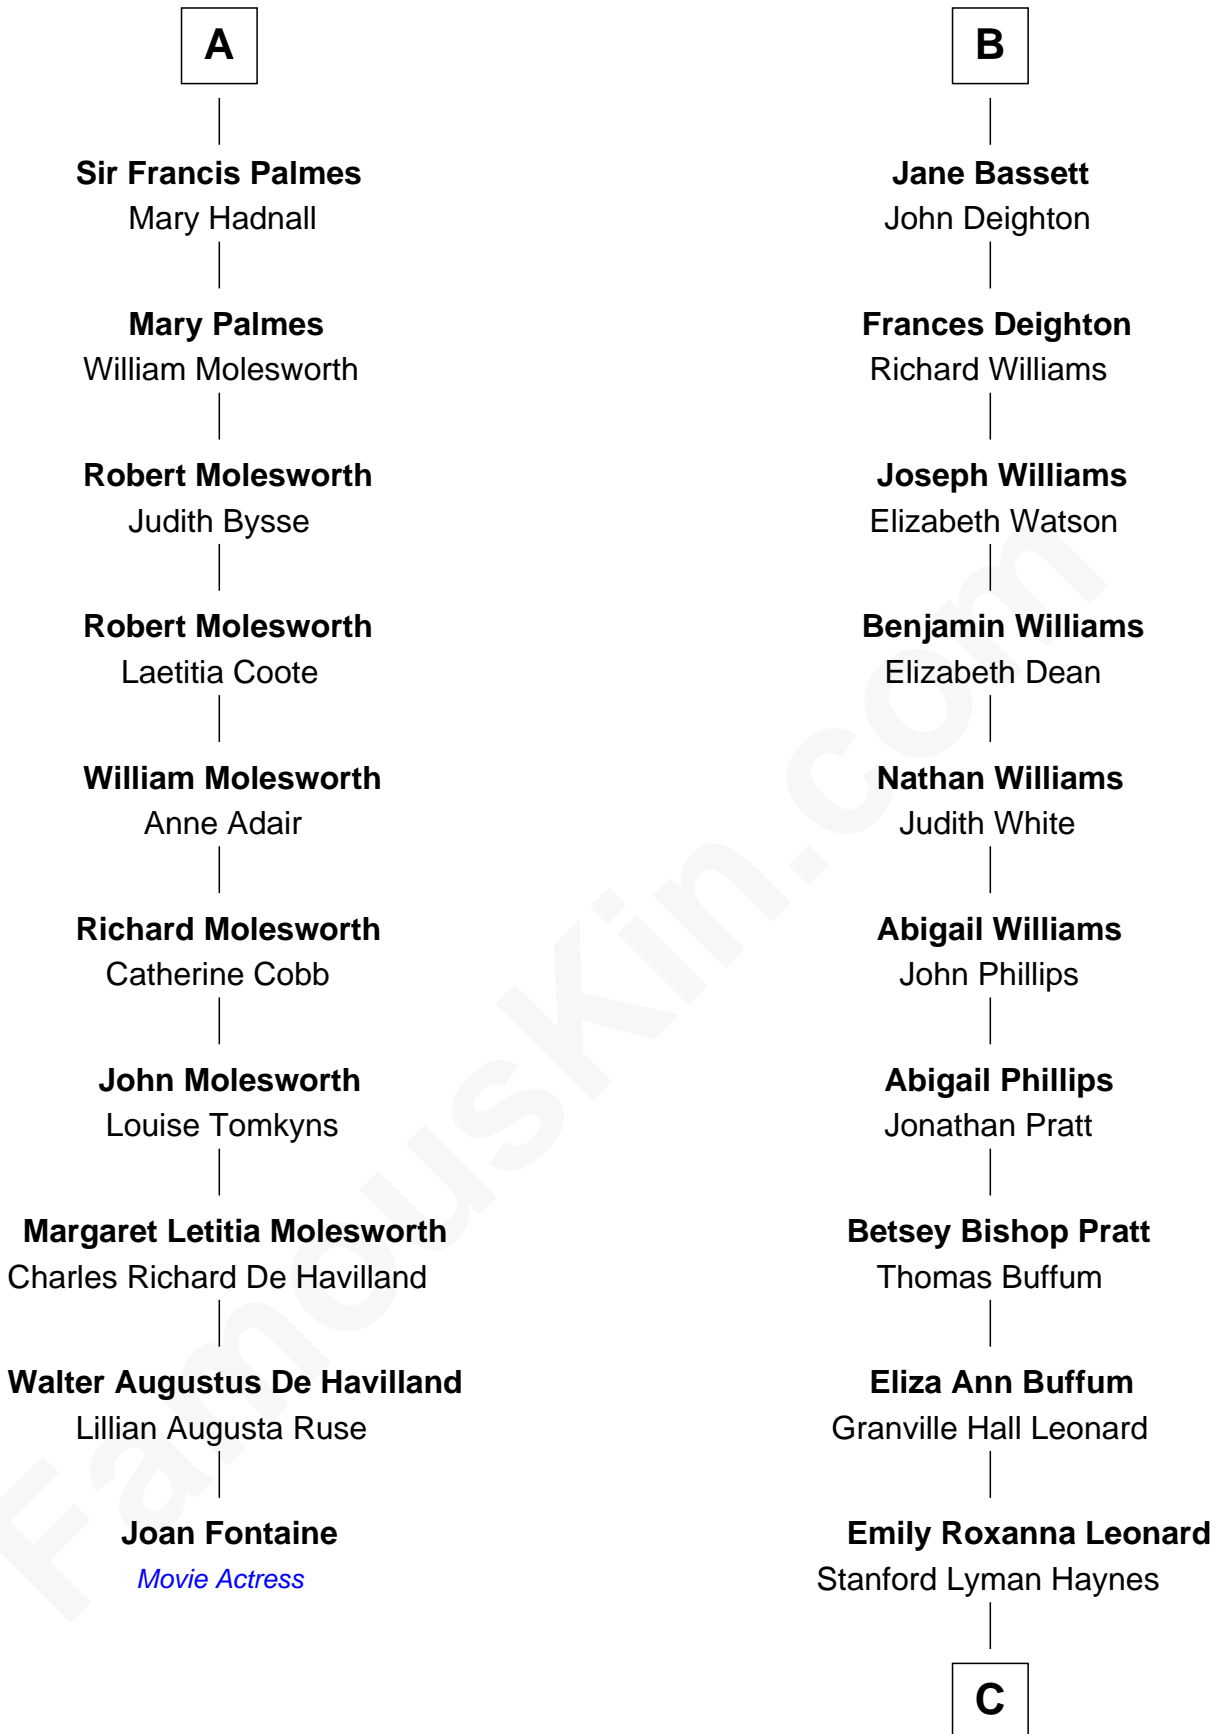 A
Sir Francis Palmes
Mary Hadnall
Mary Palmes
William Molesworth
Robert Molesworth
Judith Bysse
Robert Molesworth
Laetitia Coote
William Molesworth
Anne Adair
Richard Molesworth
Catherine Cobb
John Molesworth
Louise Tomkyns
Margaret Letitia Molesworth
Charles Richard De Havilland
Walter Augustus De Havilland
Lillian Augusta Ruse
Joan Fontaine
Movie Actress
B
Jane Bassett
John Deighton
Frances Deighton
Richard Williams
Joseph Williams
Elizabeth Watson
Benjamin Williams
Elizabeth Dean
Nathan Williams
Judith White
Abigail Williams
John Phillips
Abigail Phillips
Jonathan Pratt
Betsey Bishop Pratt
Thomas Buffum
Eliza Ann Buffum
Granville Hall Leonard
Emily Roxanna Leonard
Stanford Lyman Haynes
C
FamousKin.com